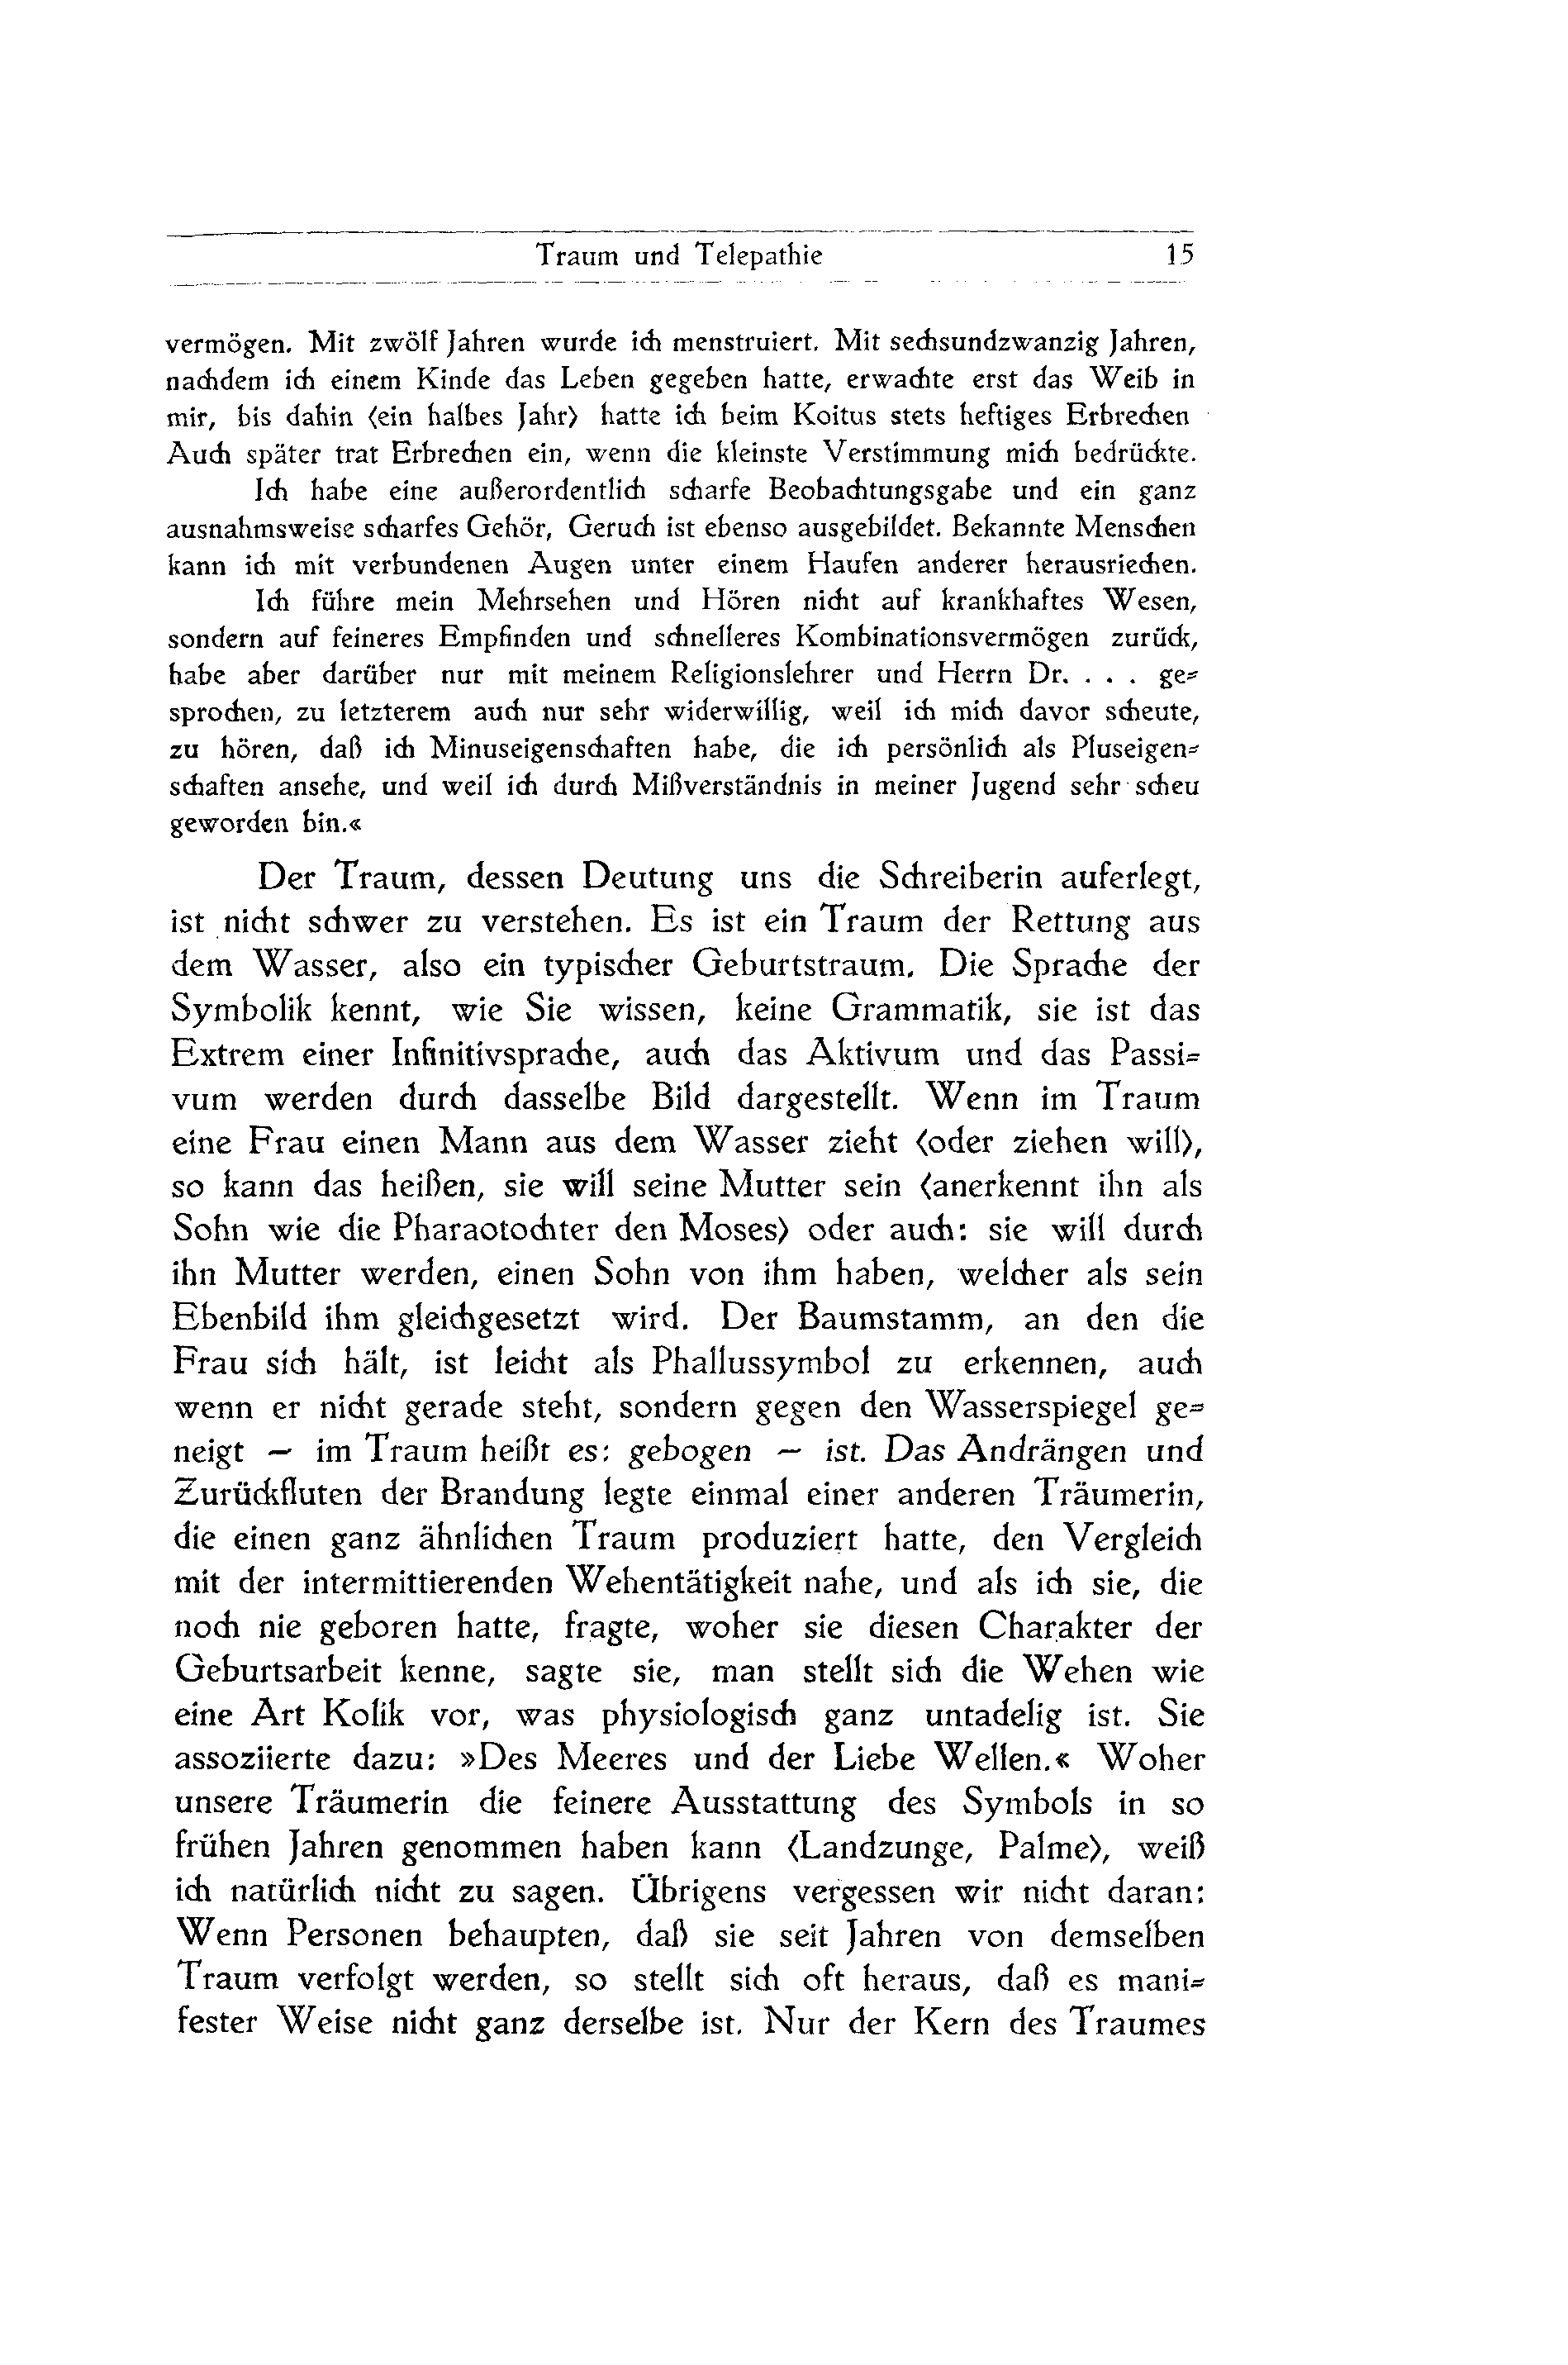 Traum und Telepathie 15
vermögen. Mit zwölf Jahren wurde ich menstruiert. Mit sechsundzwanzig Jahren,
nachdem ich einem Kinde das Leben gegeben hatte, erwachte erst das Weib in
mir, bis dahin ⟨ein halbes Jahr⟩ hatte ich beim Koitus stets heftiges Erbrechen
Auch später trat Erbrechen ein, wenn die kleinste Verstimmung mich bedrückte.
Ich habe eine außerordentlich scharfe Beobachtungsgabe und ein ganz
ausnahmsweise scharfes Gehör, Geruch ist ebenso ausgebildet. Bekannte Menschen
kann ich mit verbundenen Augen unter einem Haufen anderer herausriechen.
Ich führe mein Mehrsehen und Hören nicht auf krankhaftes Wesen,
sondern auf feineres Empfinden und schnelleres Kombinationsvermögen zurück,
habe aber darüber nur mit meinem Religionslehrer und Herrn Dr. . . . ge-
sprochen, zu letzterem auch nur sehr widerwillig, weil ich mich davor scheute,
zu hören, daß ich Minuseigenschaften habe, die ich persönlich als Pluseigen-
schaften ansehe, und weil ich durch Mißverständnis in meiner Jugend sehr scheu
geworden bin.«
Der Traum, dessen Deutung uns die Schreiberin auferlegt,
ist nicht schwer zu verstehen. Es ist ein Traum der Rettung aus
dem Wasser, also ein typischer Geburtstraum. Die Sprache der
Symbolik kennt, wie Sie wissen, keine Grammatik, sie ist das
Extrem einer Infinitivsprache, auch das Aktivum und das Passi-
vum werden durch dasselbe Bild dargestellt. Wenn im Traum
eine Frau einen Mann aus dem Wasser zieht ⟨oder ziehen will⟩,
so kann das heißen, sie will seine Mutter sein ⟨anerkennt ihn als
Sohn wie die Pharaotochter den Moses⟩ oder auch: sie will durch
ihn Mutter werden, einen Sohn von ihm haben, welcher als sein
Ebenbild ihm gleichgesetzt wird. Der Baumstamm, an den die
Frau sich hält, ist leicht als Phallussymbol zu erkennen, auch
wenn er nicht gerade steht, sondern gegen den Wasserspiegel ge-
neigt — im Traum heißt es: gebogen — ist. Das Andrängen und
Zurückfluten der Brandung legte einmal einer anderen Träumerin,
die einen ganz ähnlichen Traum produziert hatte, den Vergleich
mit der intermittierenden Wehentätigkeit nahe, und als ich sie, die
noch nie geboren hatte, fragte, woher sie diesen Charakter der
Geburtsarbeit kenne, sagte sie, man stellt sich die Wehen wie
eine Art Kolik vor, was physiologisch ganz untadelig ist. Sie
assoziierte dazu: »Des Meeres und der Liebe Wellen.« Woher
unsere Träumerin die feinere Ausstattung des Symbols in so
frühen Jahren genommen haben kann ⟨Landzunge, Palme⟩, weiß
ich natürlich nicht zu sagen. Übrigens vergessen wir nicht daran:
Wenn Personen behaupten, daß sie seit Jahren von demselben
Traum verfolgt werden, so stellt sich oft heraus, daß es mani-
fester Weise nicht ganz derselbe ist. Nur der Kern des Traumes